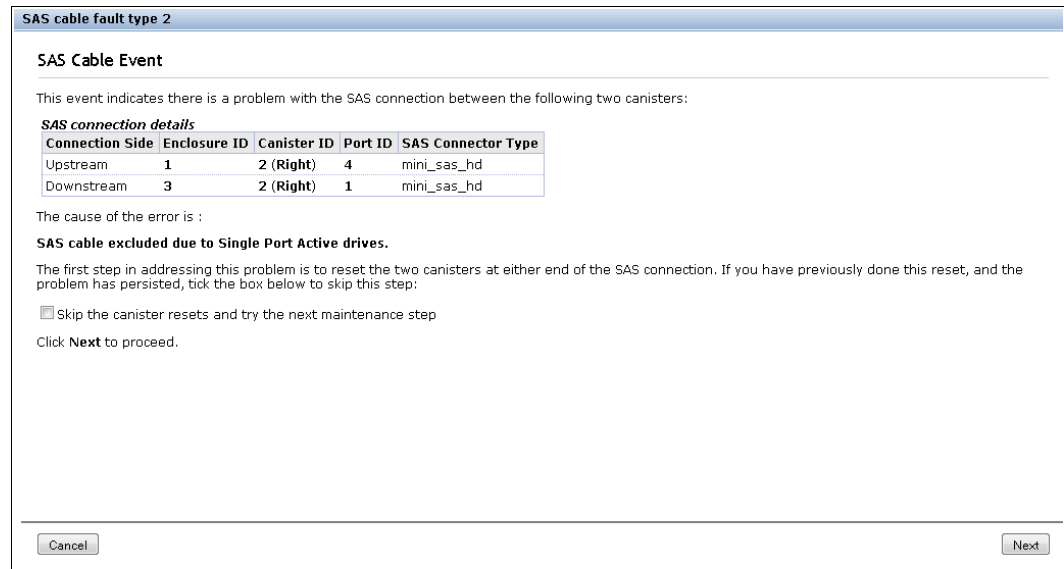 SAS cable fault type 2
SAS Cable Event
This event indicates there is a problem with the SAS connection between the following two canisters:
SAS connection details
Connection Side Enclosure ID Canister ID Port ID SAS Connector Type
Upstream 1 2 (Right) 4 mini_sas_hd
Downstream 3 2 (Right) 1 mini_sas_hd
The cause of the error is :
SAS cable excluded due to Single Port Active drives.
The first step in addressing this problem is to reset the two canisters at either end of the SAS connection. If you have previously done this reset, and the
problem has persisted, tick the box below to skip this step:
Skip the canister resets and try the next maintenance step
Click Next to proceed.
Cancel Next